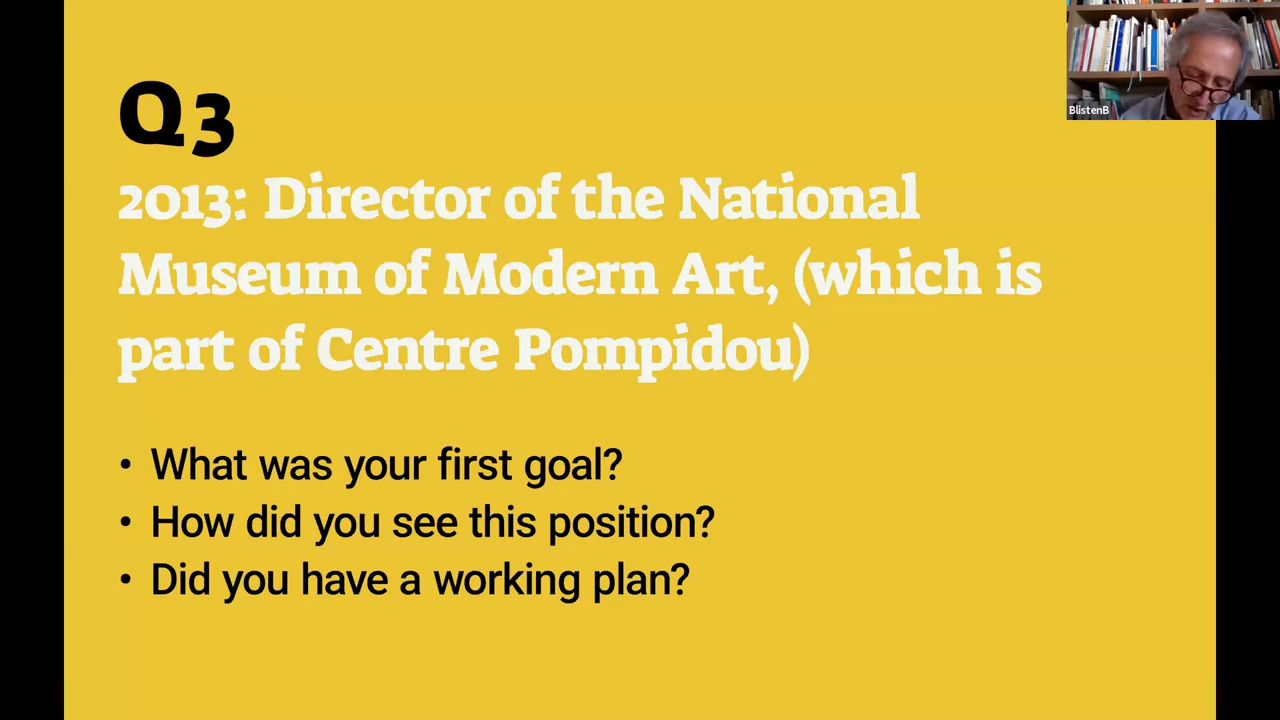 Q3
2013: Director of the National
Museum of Modern Art, (which is
part of Centre Pompidou)
• What was your first goal?
• How did you see this position?
• Did you have a working plan?
BlistenB